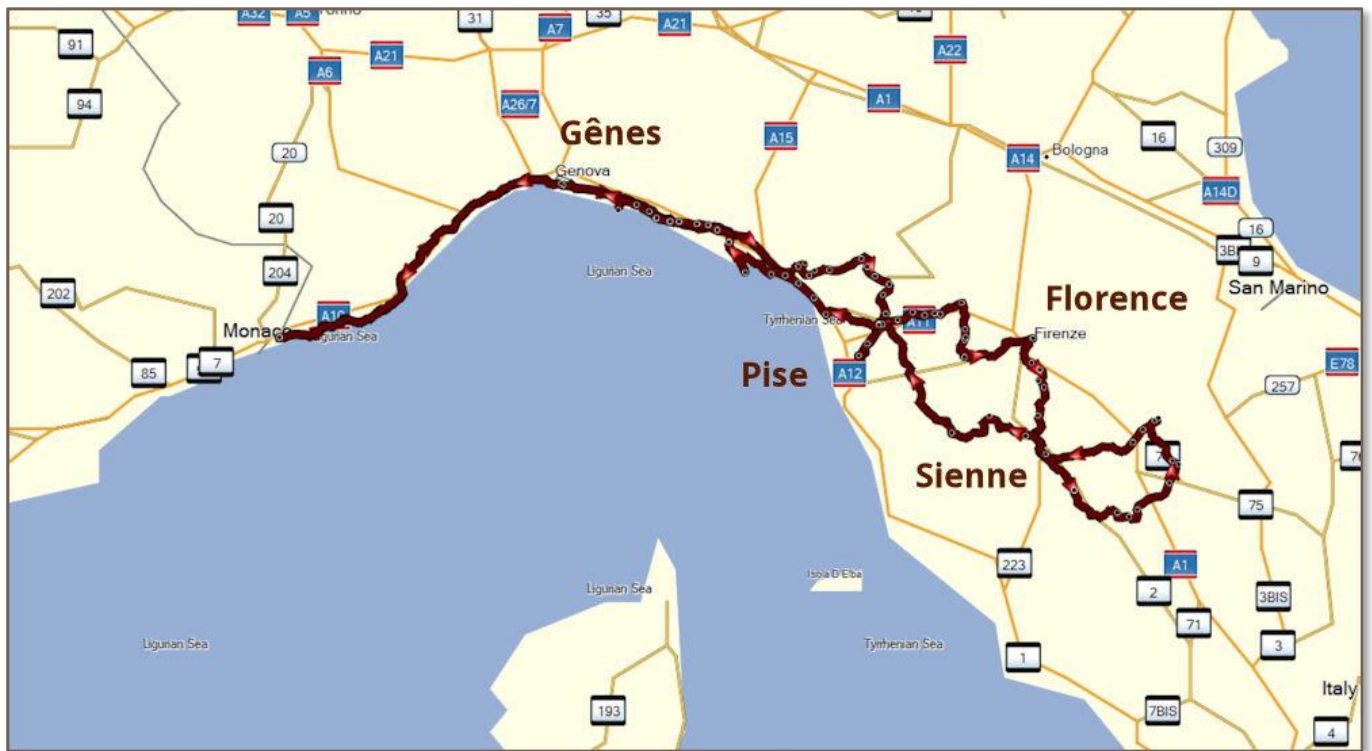 A32
A5
31
A7
35
A21
91
A21
A22
A6
94
A26/7
A1
Gênes
A15
16
309
20
A14
Bologna
Genova
A14D
20
16
9
204
Ligurian Sea
San Marino
202
Florence
A10
Tyrrhenian Sea
A11
Monaco
Ligurian Sea
Firenze
7
85
Pise
A12
E78
257
Sienne
75
223
A1
Isola D'Elba
Ligurian Sea
2
3BIS
71
Ligurian Sea
Tyrrhenian Sea
3
1
Italy
193
7BIS
4